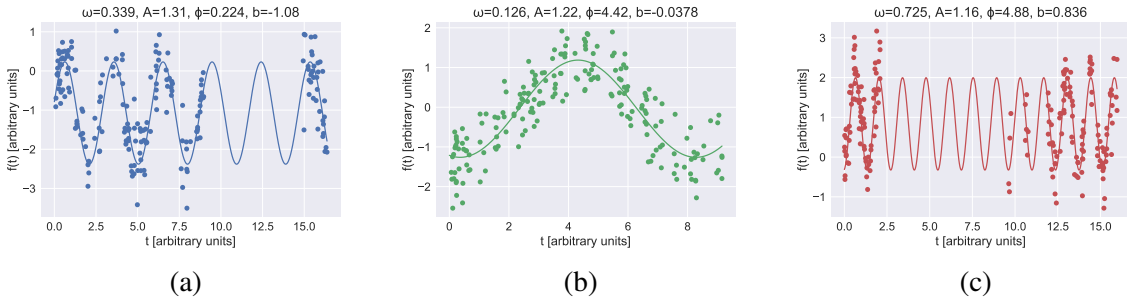 ω=0.339, A=1.31, ϕ=0.224, b=-1.08
f(t) [arbitrary units]
1
0
−1
−2
−3
0.0 2.5 5.0 7.5 10.0 12.5 15.0
t [arbitrary units]
(a)
ω=0.126, A=1.22, ϕ=4.42, b=-0.0378
f(t) [arbitrary units]
2
1
0
−1
−2
0 2 4 6 8
t [arbitrary units]
(b)
ω=0.725, A=1.16, ϕ=4.88, b=0.836
f(t) [arbitrary units]
3
2
1
0
−1
0.0 2.5 5.0 7.5 10.0 12.5 15.0
t [arbitrary units]
(c)